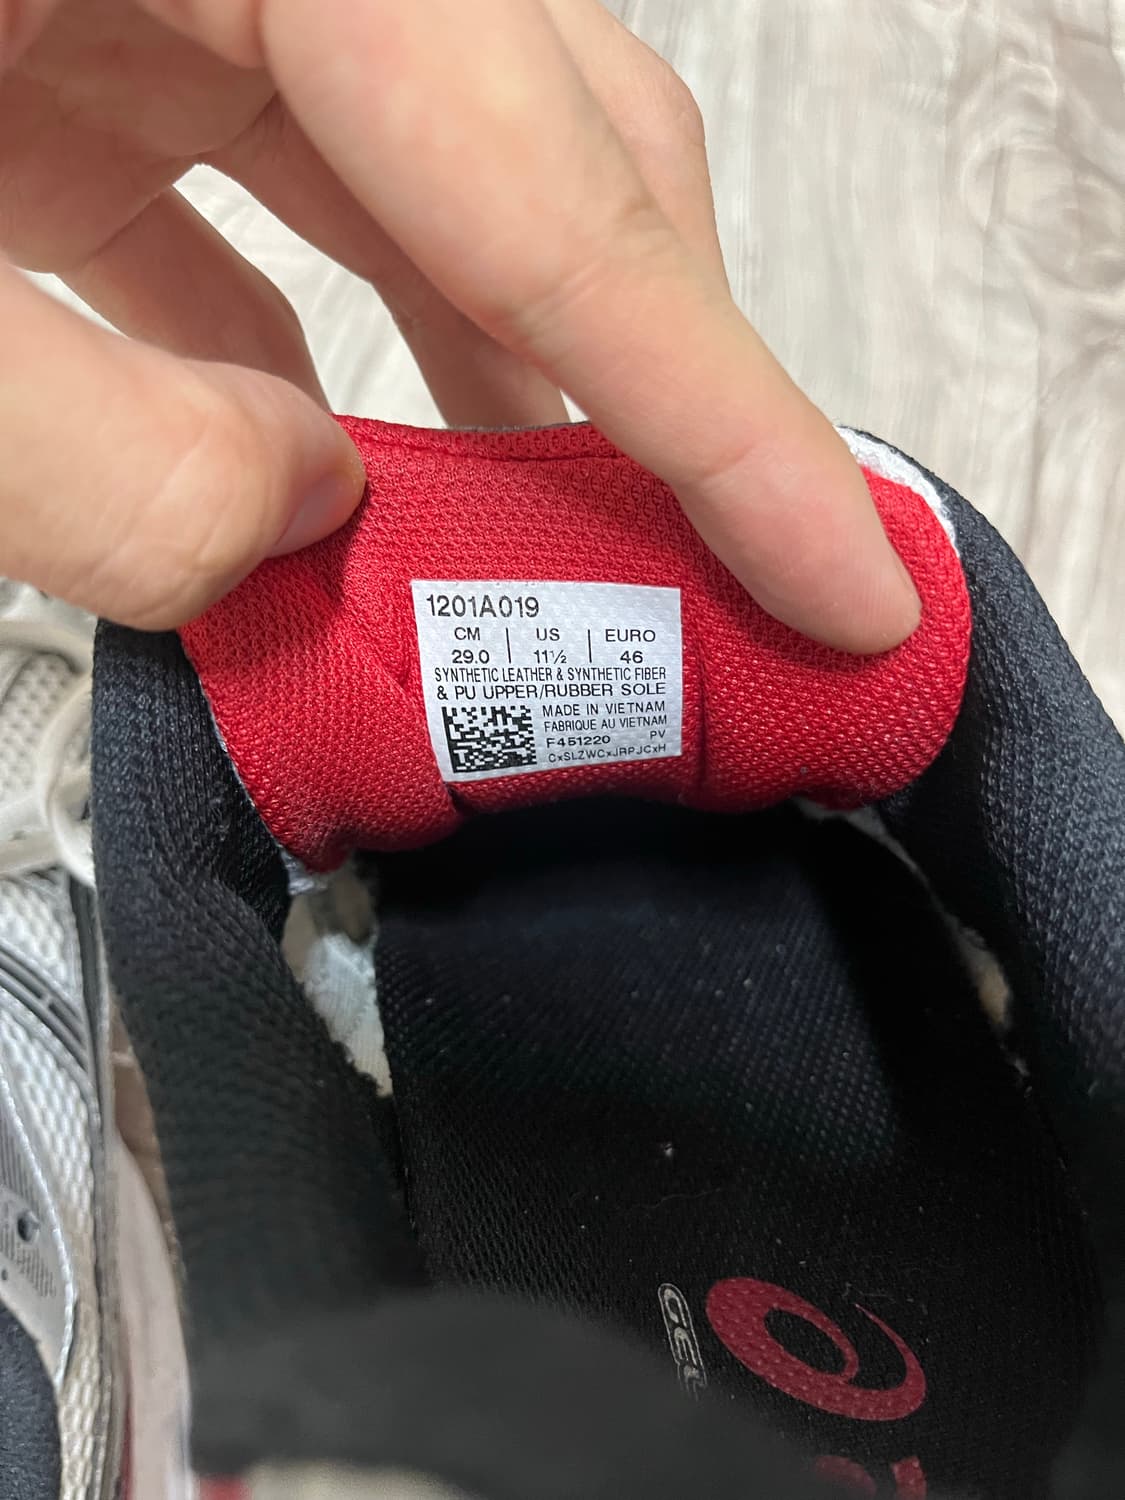 1201A019
CM | US | EURO
29.0 | 11½ | 46
SYNTHETIC LEATHER & SYNTHETIC FIBER
& PU UPPER/RUBBER SOLE
MADE IN VIETNAM
FABRIQUE AU VIETNAM
F451220 PV
CxSLZWCxJRPJCxH
GEL